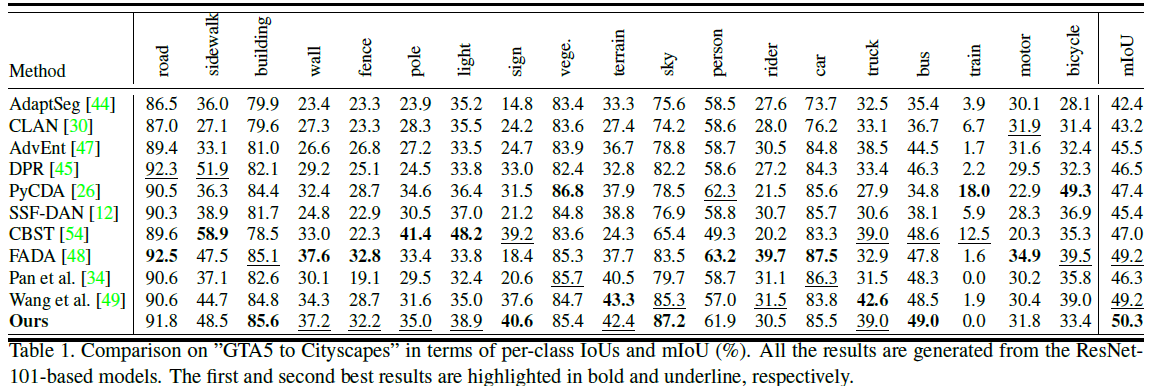 Method road sidewalk building wall fence pole light sign vege. terrain sky person rider car truck bus train motor bicycle mIoU
AdaptSeg [44] 86.5 36.0 79.9 23.4 23.3 23.9 35.2 14.8 83.4 33.3 75.6 58.5 27.6 73.7 32.5 35.4 3.9 30.1 28.1 42.4
CLAN [30] 87.0 27.1 79.6 27.3 23.3 28.3 35.5 24.2 83.6 27.4 74.2 58.6 28.0 76.2 33.1 36.7 6.7 31.9 31.4 43.2
AdvEnt [47] 89.4 33.1 81.0 26.6 26.8 27.2 33.5 24.7 83.9 36.7 78.8 58.7 30.5 84.8 38.5 44.5 1.7 31.6 32.4 45.5
DPR [45] 92.3 51.9 82.1 29.2 25.1 24.5 33.8 33.0 82.4 32.8 82.2 58.6 27.2 84.3 33.4 46.3 2.2 29.5 32.3 46.5
PyCDA [26] 90.5 36.3 84.4 32.4 28.7 34.6 36.4 31.5 86.8 37.9 78.5 62.3 21.5 85.6 27.9 34.8 18.0 22.9 49.3 47.4
SSF-DAN [12] 90.3 38.9 81.7 24.8 22.9 30.5 37.0 21.2 84.8 38.8 76.9 58.8 30.7 85.7 30.6 38.1 5.9 28.3 36.9 45.4
CBST [54] 89.6 58.9 78.5 33.0 22.3 41.4 48.2 39.2 83.6 24.3 65.4 49.3 20.2 83.3 39.0 48.6 12.5 20.3 35.3 47.0
FADA [48] 92.5 47.5 85.1 37.6 32.8 33.4 33.8 18.4 85.3 37.7 83.5 63.2 39.7 87.5 32.9 47.8 1.6 34.9 39.5 49.2
Pan et al. [34] 90.6 37.1 82.6 30.1 19.1 29.5 32.4 20.6 85.7 40.5 79.7 58.7 31.1 86.3 31.5 48.3 0.0 30.2 35.8 46.3
Wang et al. [49] 90.6 44.7 84.8 34.3 28.7 31.6 35.0 37.6 84.7 43.3 85.3 57.0 31.5 83.8 42.6 48.5 1.9 30.4 39.0 49.2
Ours 91.8 48.5 85.6 37.2 32.2 35.0 38.9 40.6 85.4 42.4 87.2 61.9 30.5 85.5 39.0 49.0 0.0 31.8 33.4 50.3
Table 1. Comparison on ”GTA5 to Cityscapes” in terms of per-class IoUs and mIoU (%). All the results are generated from the ResNet-
101-based models. The first and second best results are highlighted in bold and underline, respectively.